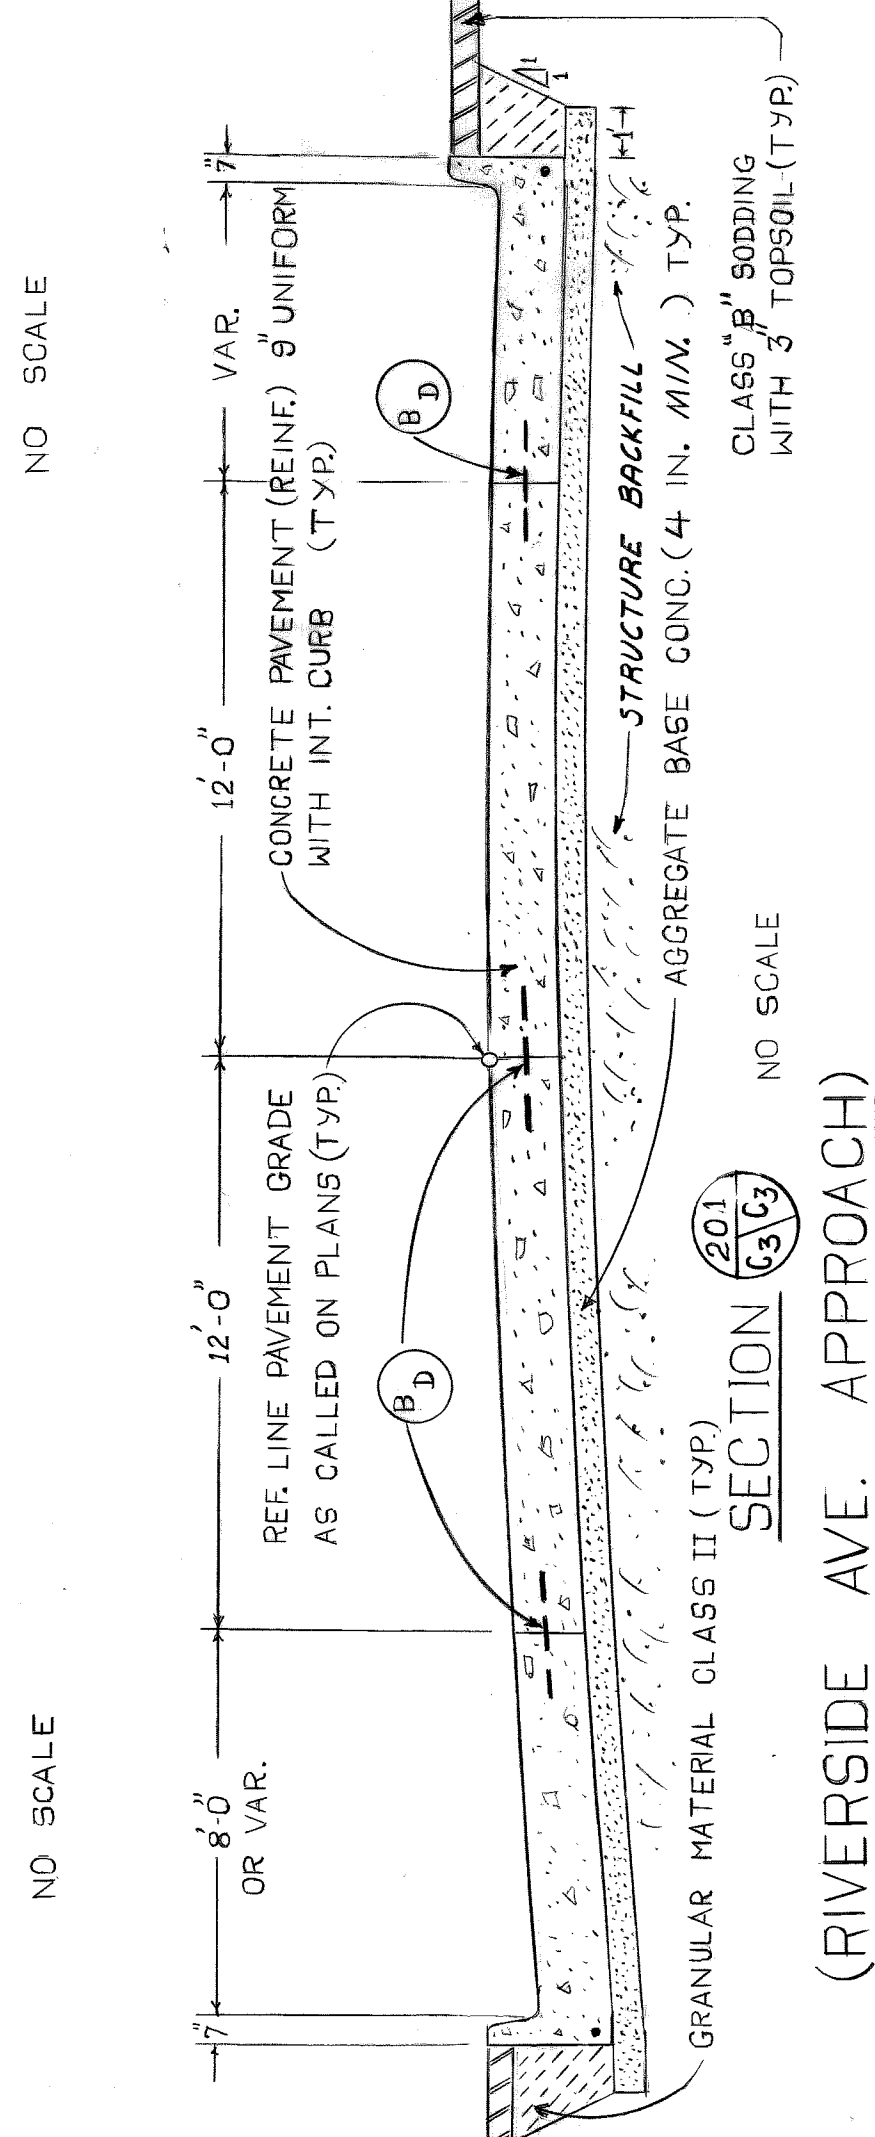 NO SCALE
NO SCALE
7"
8'-0"
OR VAR.
12'-0"
12'-0"
VAR.
7"
REF. LINE PAVEMENT GRADE
AS CALLED ON PLANS (TYP.)
CONCRETE PAVEMENT (REINF.) 9" UNIFORM
WITH INT. CURB (TYP.)
B
D
B
D
1
1
1'
STRUCTURE BACKFILL
AGGREGATE BASE CONC. (4 IN. MIN. ) TYP.
GRANULAR MATERIAL CLASS II (TYP.)
CLASS "B" SODDING
WITH 3" TOPSOIL (TYP.)
SECTION
201
C3 C3
NO SCALE
(RIVERSIDE AVE. APPROACH)